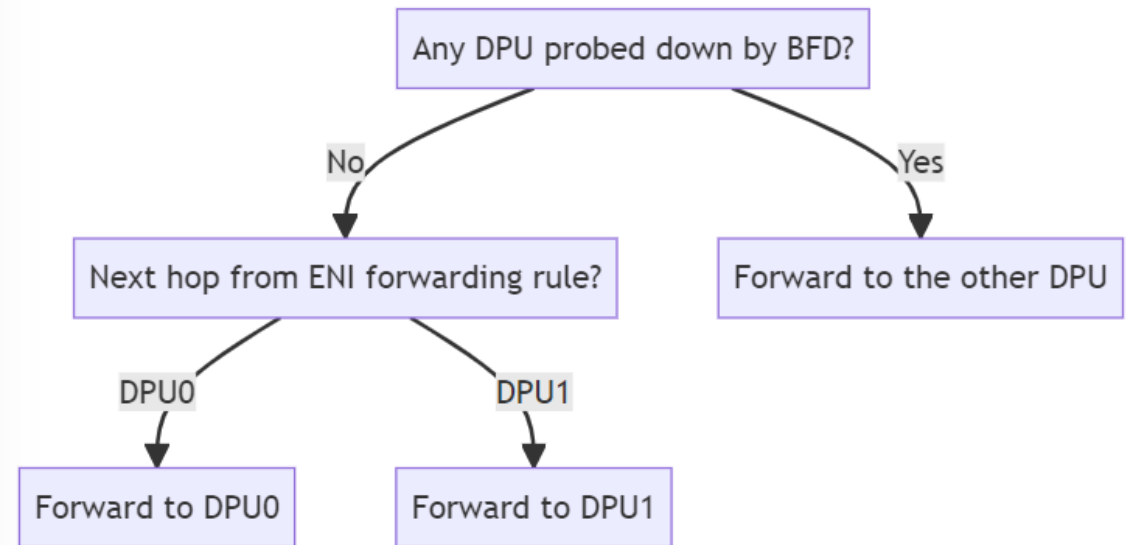 Any DPU probed down by BFD?
No
Yes
Next hop from ENI forwarding rule?
Forward to the other DPU
DPU0
DPU1
Forward to DPU0
Forward to DPU1